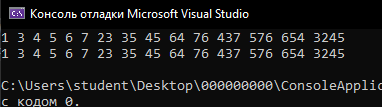 Консоль отладки Microsoft Visual Studio
1 3 4 5 6 7 23 35 45 64 76 437 576 654 3245
1 3 4 5 6 7 23 35 45 64 76 437 576 654 3245
C:\Users\student\Desktop\000000000\ConsoleApplic
с кодом 0.